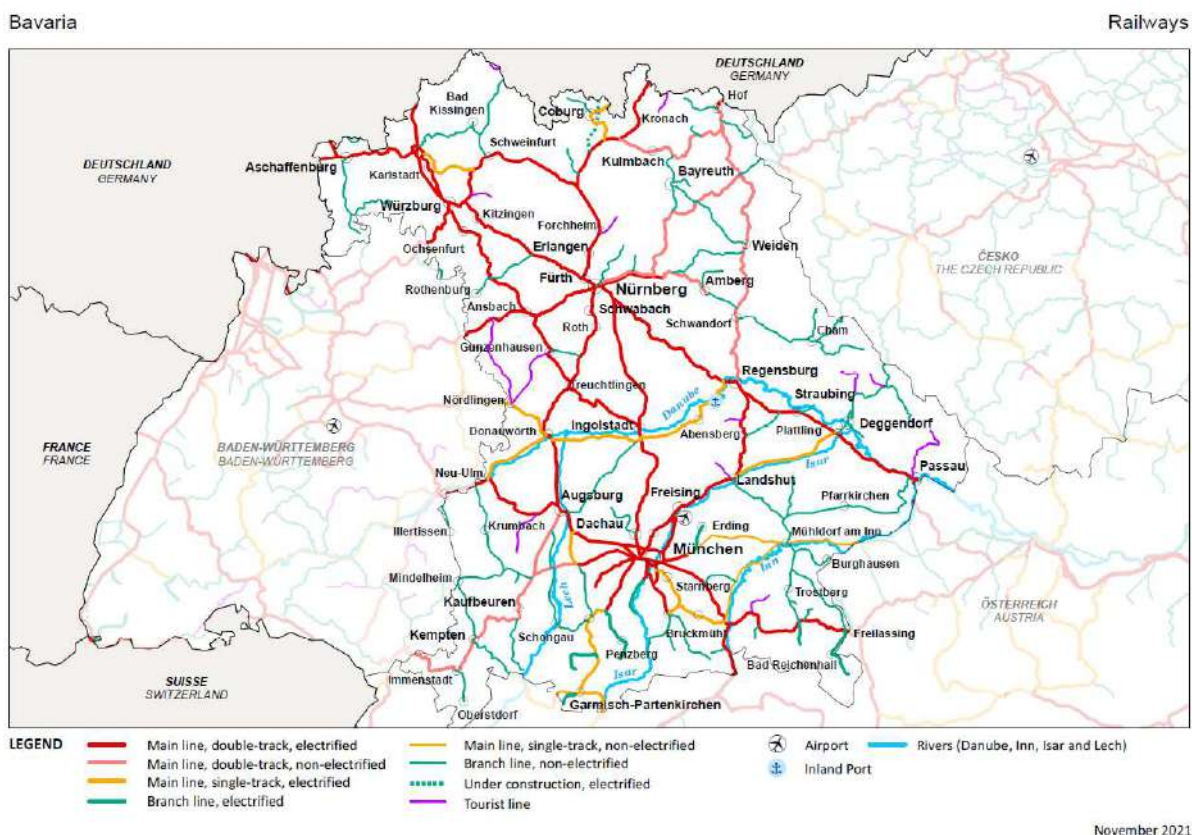 Bavaria
Railways
DEUTSCHLAND
GERMANY
Hof
Bad
Kissingen
Coburg
Kronach
DEUTSCHLAND
GERMANY
Schweinfurt
Aschaffenburg
Kulmbach
Karlstadt
Bayreuth
Würzburg
Kitzingen
Forchheim
Ochsenfurt
Erlangen
Weiden
ČESKO
THE CZECH REPUBLIC
Fürth
Rothenburg
Nürnberg
Amberg
Ansbach
Schwabach
Roth
Schwandorf
Cham
Gunzenhausen
Regensburg
Treuchtlingen
Straubing
Nördlingen
Danube
Donauwörth
Ingolstadt
Abensberg
Plattling
Deggendorf
FRANCE
FRANCE
BADEN-WÜRTTEMBERG
BADEN-WÜRTTEMBERG
Neu-Ulm
Isar
Passau
Augsburg
Freising
Landshut
Pfarrkirchen
Illertissen
Krumbach
Dachau
Erding
Mühldorf am Inn
München
Inn
Burghausen
Mindelheim
Starnberg
Lech
Trostberg
ÖSTERREICH
AUSTRIA
Kaufbeuren
Kempten
Schongau
Bruckmühl
Freilassing
Penzberg
Isar
Bad Reichenhall
SUISSE
SWITZERLAND
Immenstadt
Oberstdorf
Garmisch-Partenkirchen
LEGEND
Main line, double-track, electrified
Main line, double-track, non-electrified
Main line, single-track, electrified
Branch line, electrified
Main line, single-track, non-electrified
Branch line, non-electrified
Under construction, electrified
Tourist line
Airport
Inland Port
Rivers (Danube, Inn, Isar and Lech)
November 2021